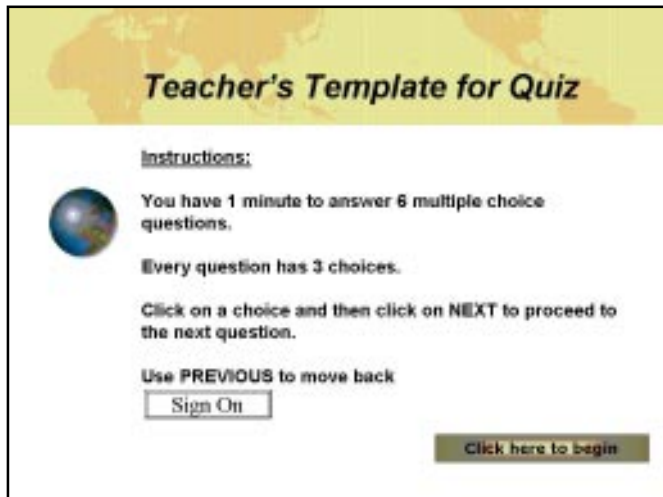 Teacher's Template for Quiz
Instructions:
You have 1 minute to answer 6 multiple choice
questions.
Every question has 3 choices.
Click on a choice and then click on NEXT to proceed to
the next question.
Use PREVIOUS to move back
Sign On
Click here to begin